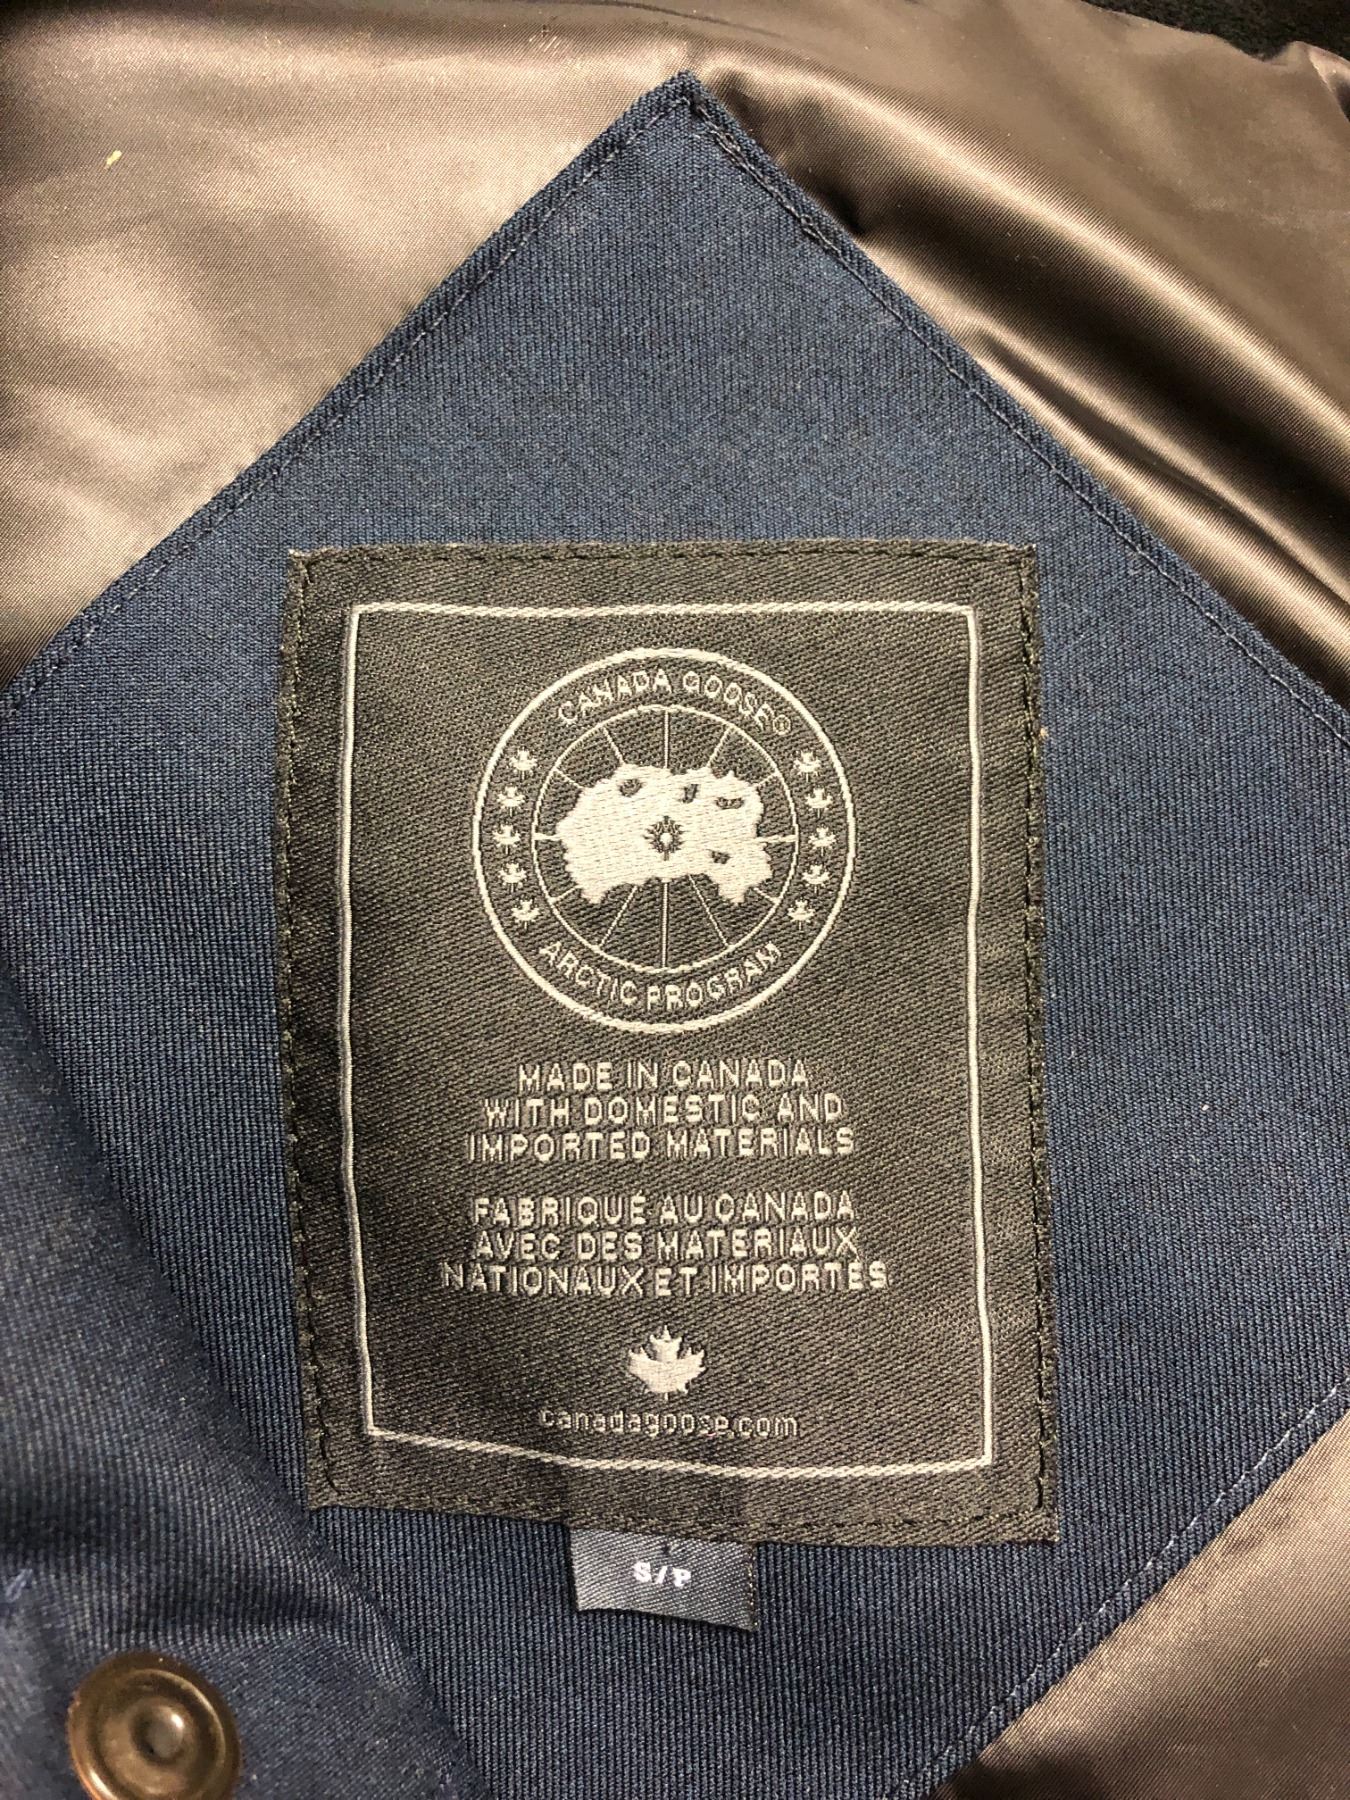 CANADA GOOSE®
ARCTIC PROGRAM
MADE IN CANADA
WITH DOMESTIC AND
IMPORTED MATERIALS
FABRIQUÉ AU CANADA
AVEC DES MATERIAUX
NATIONAUX ET IMPORTÉS
canadagoose.com
S/P